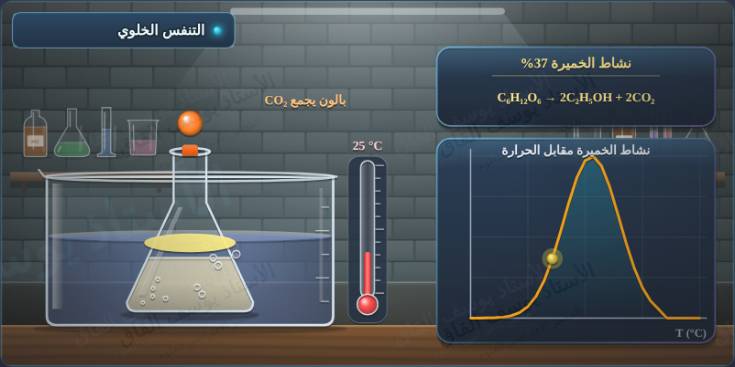 التنفس الخلوي
نشاط الخميرة 37%
C₆H₁₂O₆ → 2C₂H₅OH + 2CO₂
بالون يجمع CO₂
25 °C
نشاط الخميرة مقابل الحرارة
T (°C)